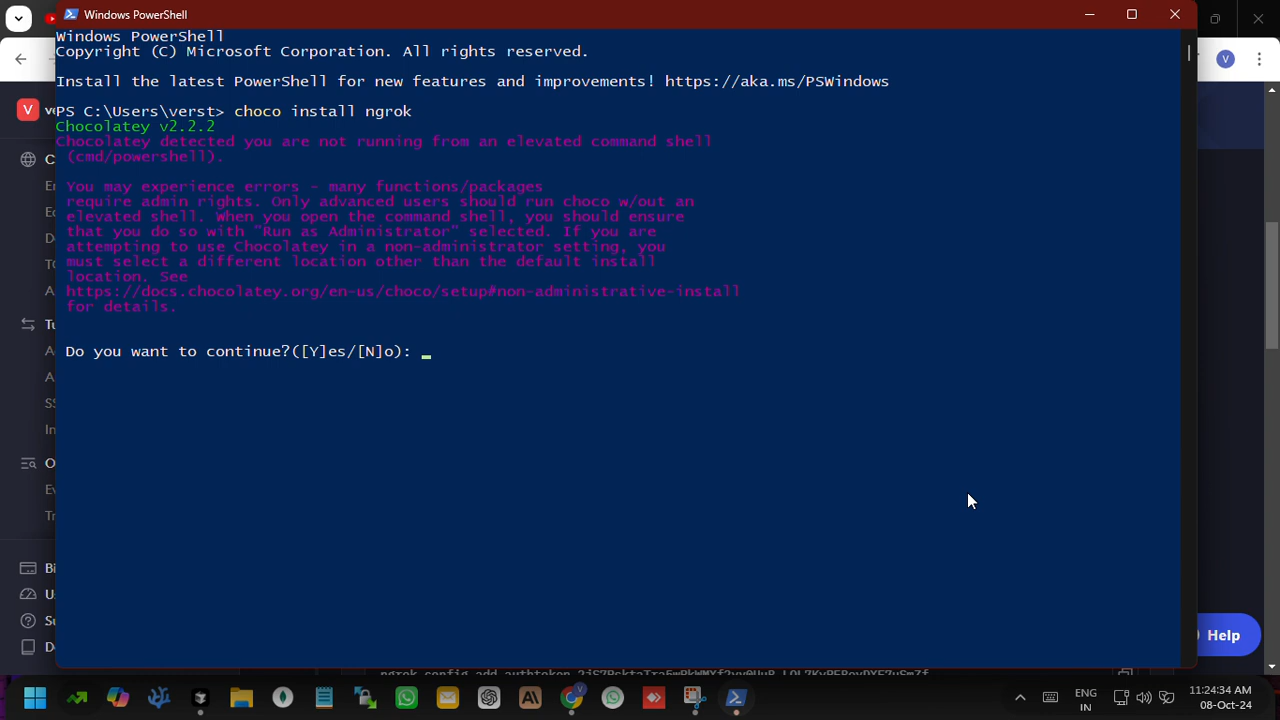 Windows PowerShell
Windows PowerShell
Copyright (C) Microsoft Corporation. All rights reserved.
Install the latest PowerShell for new features and improvements! https://aka.ms/PSWindows
PS C:\Users\verst> choco install ngrok
Chocolatey v2.2.2
Chocolatey detected you are not running from an elevated command shell
(cmd/powershell).
You may experience errors - many functions/packages
require admin rights. Only advanced users should run choco w/out an
elevated shell. When you open the command shell, you should ensure
that you do so with "Run as Administrator" selected. If you are
attempting to use Chocolatey in a non-administrator setting, you
must select a different location other than the default install
location. See
https://docs.chocolatey.org/en-us/choco/setup#non-administrative-install
for details.
Do you want to continue?([Y]es/[N]o):
V
V
Help
ngrok config add-authtoken
ENG
IN
11:24:34 AM
08-Oct-24